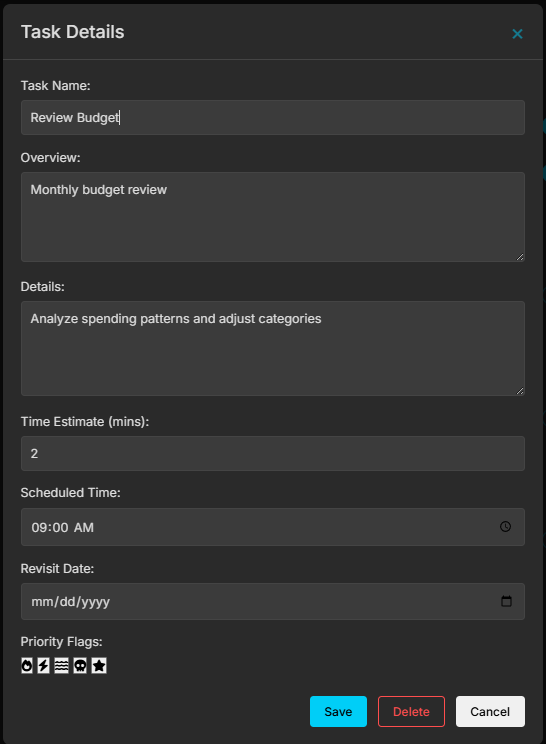 Task Details
Task Name:
Review Budget
Overview:
Monthly budget review
Details:
Analyze spending patterns and adjust categories
Time Estimate (mins):
2
Scheduled Time:
09:00 AM
Revisit Date:
mm/dd/yyyy
Priority Flags:
Save Delete Cancel